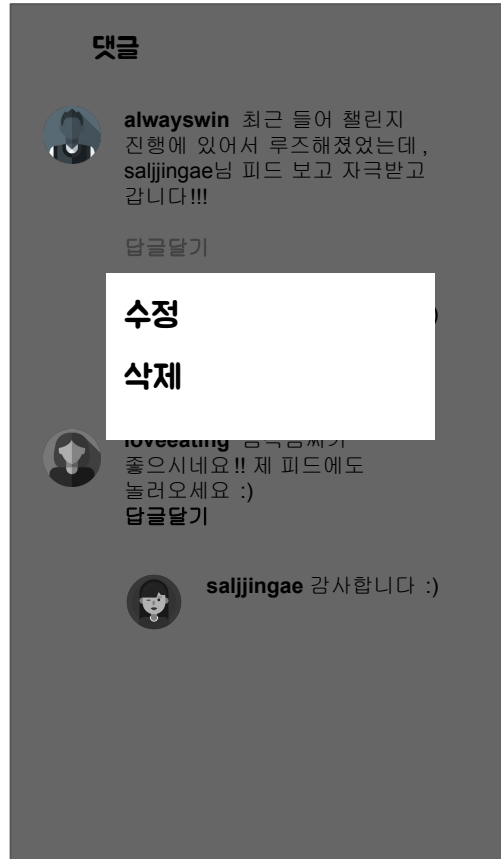 댓글
alwayswin 최근 들어 챌린지
진행에 있어서 루즈해졌었는데,
saljjingae님 피드 보고 자극받고
갑니다!!!
답글달기
수정
삭제
loveeating
좋으시네요!! 제 피드에도
놀러오세요 :)
답글달기
saljjingae 감사합니다 :)